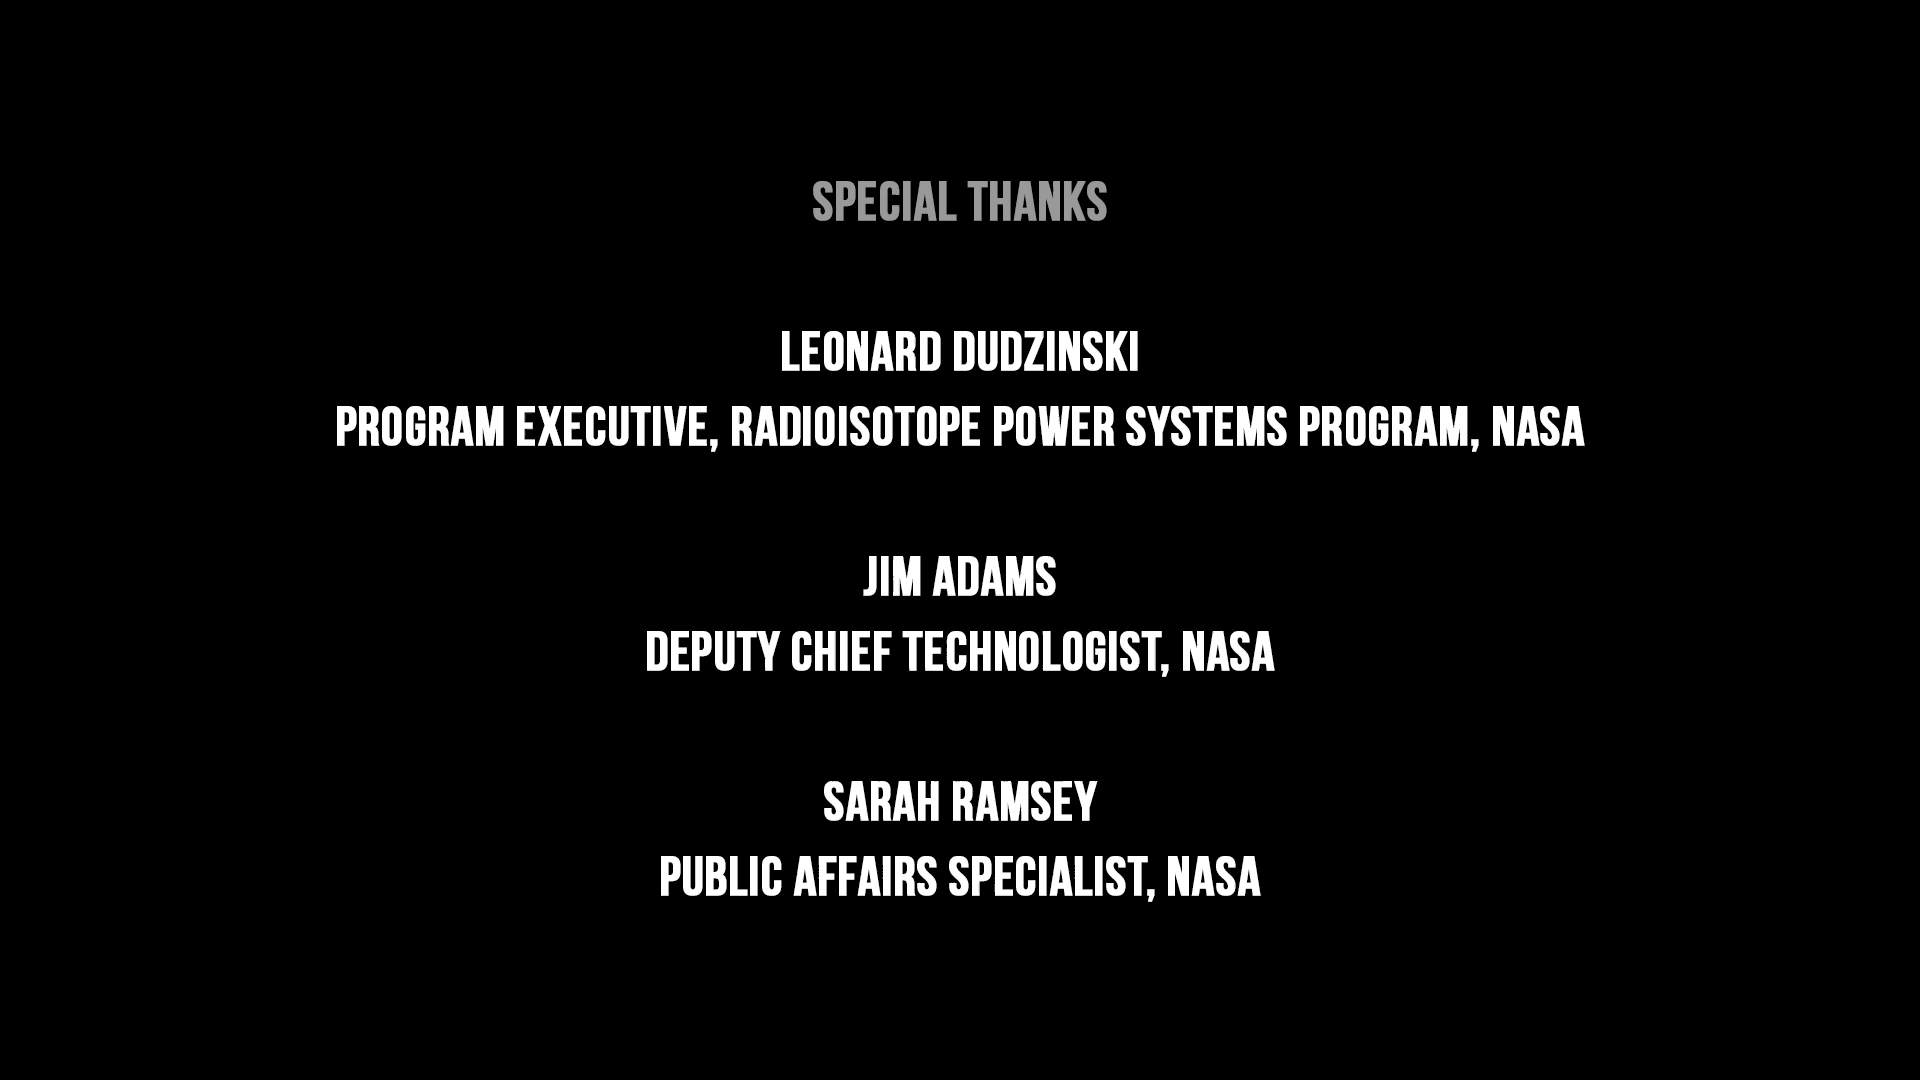 SPECIAL THANKS
LEONARD DUDZINSKI
PROGRAM EXECUTIVE, RADIOISOTOPE POWER SYSTEMS PROGRAM, NASA
JIM ADAMS
DEPUTY CHIEF TECHNOLOGIST, NASA
SARAH RAMSEY
PUBLIC AFFAIRS SPECIALIST, NASA